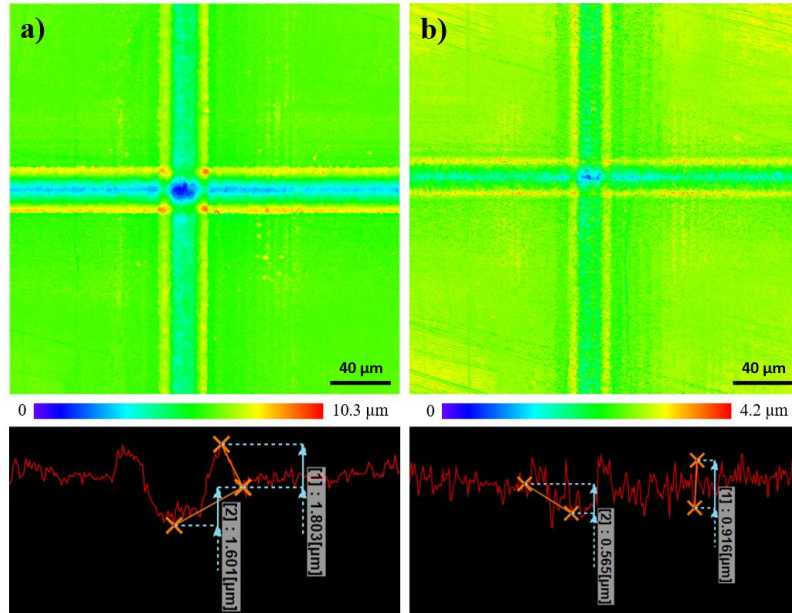 a)
b)
40 μm
40 μm
0
10.3 μm
0
4.2 μm
[1] : 1.803[μm]
[2] : 1.601[μm]
[2] : 0.565[μm]
[1] : 0.916[μm]